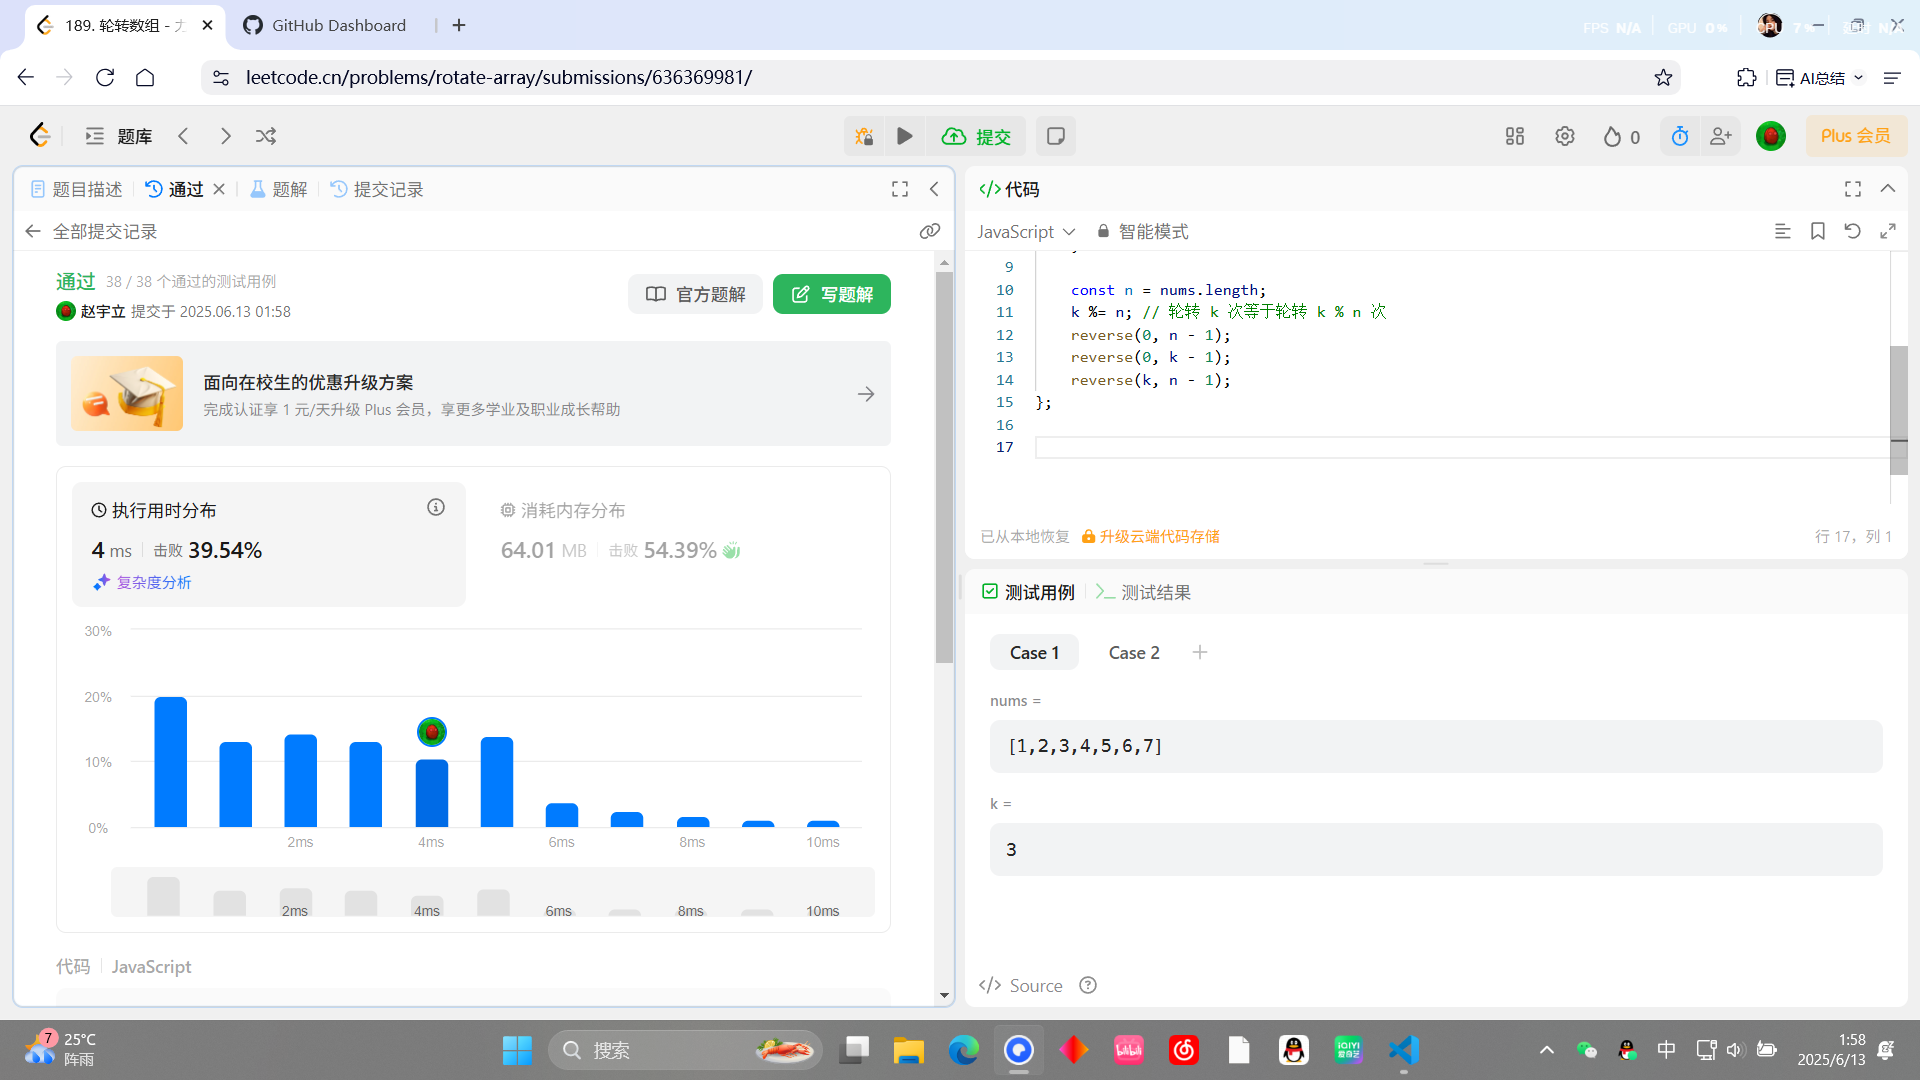 189. 轮转数组 - 力
GitHub Dashboard
FPS N/A GPU 0% CPU 7% 延时 N/A
leetcode.cn/problems/rotate-array/submissions/636369981/
AI总结
题库
提交
0
Plus 会员
题目描述
通过
题解
提交记录
全部提交记录
通过 38 / 38 个通过的测试用例
赵宇立 提交于 2025.06.13 01:58
官方题解
写题解
面向在校生的优惠升级方案
完成认证享 1 元/天升级 Plus 会员，享更多学业及职业成长帮助
执行用时分布
4 ms 击败 39.54%
复杂度分析
消耗内存分布
64.01 MB 击败 54.39%
30%
20%
10%
0%
2ms 4ms 6ms 8ms 10ms
2ms 4ms 6ms 8ms 10ms
代码 JavaScript
代码
JavaScript 智能模式
9
10 const n = nums.length;
11 k %= n; // 轮转 k 次等于轮转 k % n 次
12 reverse(0, n - 1);
13 reverse(0, k - 1);
14 reverse(k, n - 1);
15 };
16
17
已从本地恢复 升级云端代码存储
行 17，列 1
测试用例
测试结果
Case 1 Case 2
nums =
[1,2,3,4,5,6,7]
k =
3
Source
7
25°C
阵雨
搜索
bilibili
iQIYI
爱奇艺
中
1:58
2025/6/13